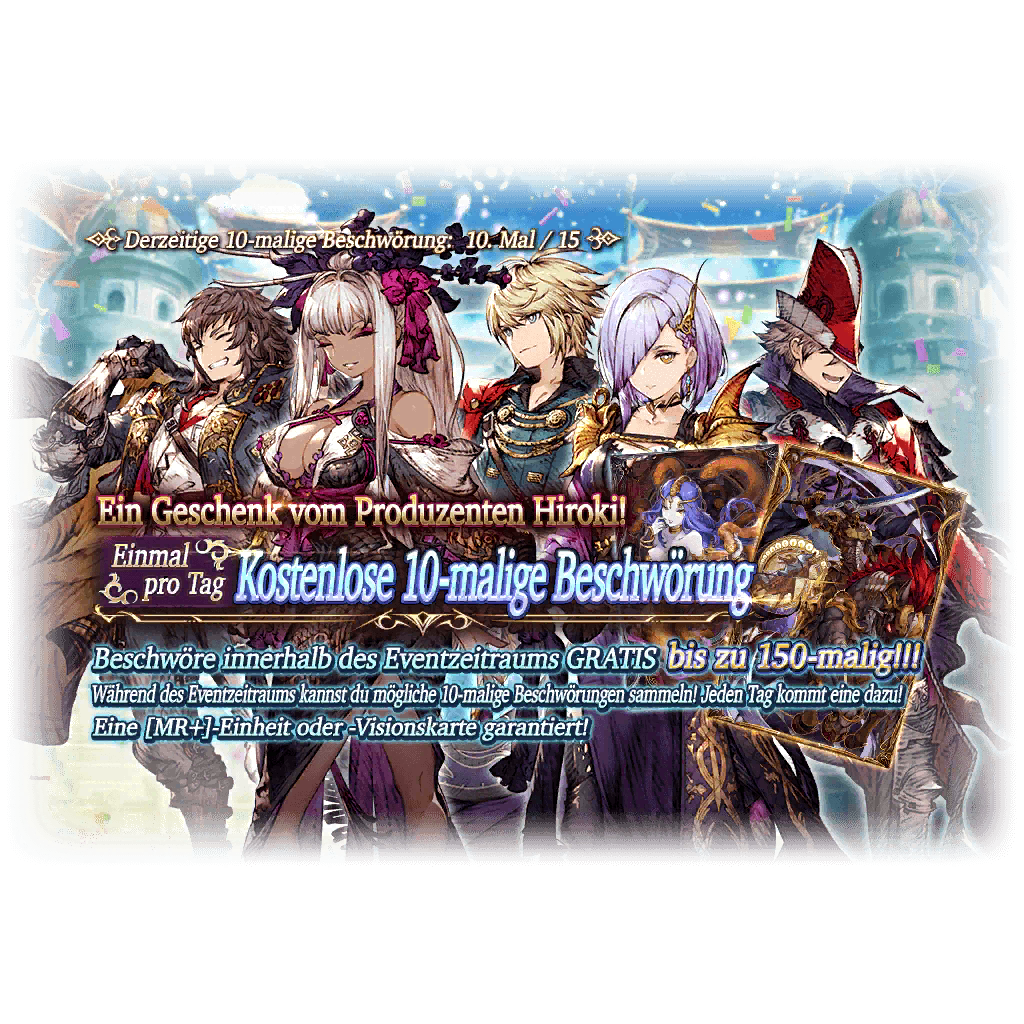 Derzeitige 10-malige Beschwörung: 10. Mal / 15
Ein Geschenk vom Produzenten Hiroki!
Einmal
pro Tag
Kostenlose 10-malige Beschwörung
Beschwöre innerhalb des Eventzeitraums GRATIS bis zu 150-malig!!!
Während des Eventzeitraums kannst du mögliche 10-malige Beschwörungen sammeln! Jeden Tag kommt eine dazu!
Eine [MR+]-Einheit oder -Visionskarte garantiert!